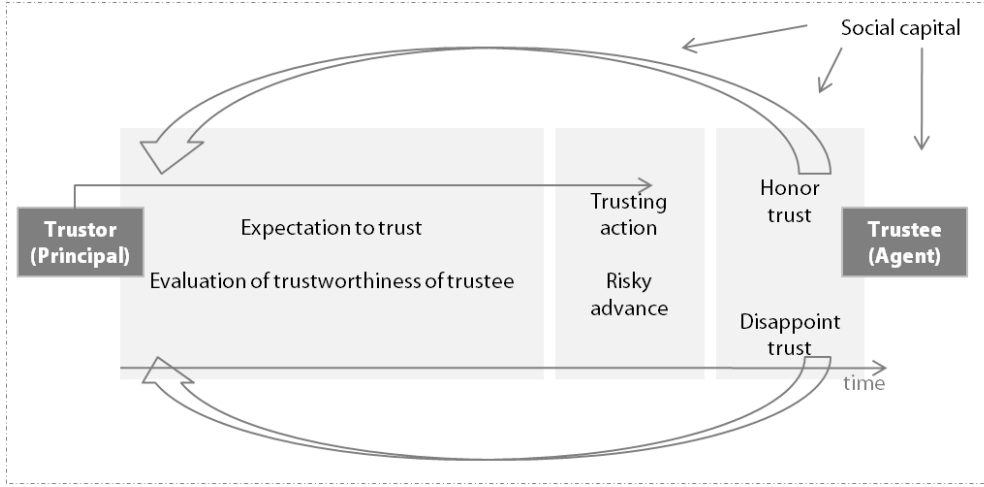 Social capital
Trustor
(Principal)
Expectation to trust
Evaluation of trustworthiness of trustee
Trusting
action
Risky
advance
Honor
trust
Disappoint
trust
Trustee
(Agent)
time